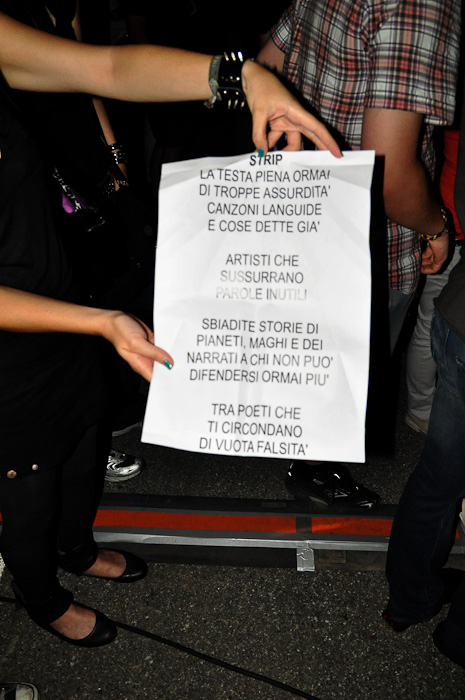 STRIP
LA TESTA PIENA ORMAI
DI TROPPE ASSURDITA'
CANZONI LANGUIDE
E COSE DETTE GIA'
ARTISTI CHE
SUSSURRANO
PAROLE INUTILI
SBIADITE STORIE DI
PIANETI, MAGHI E DEI
NARRATI A CHI NON PUO'
DIFENDERSI ORMAI PIU'
TRA POETI CHE
TI CIRCONDANO
DI VUOTA FALSITA'